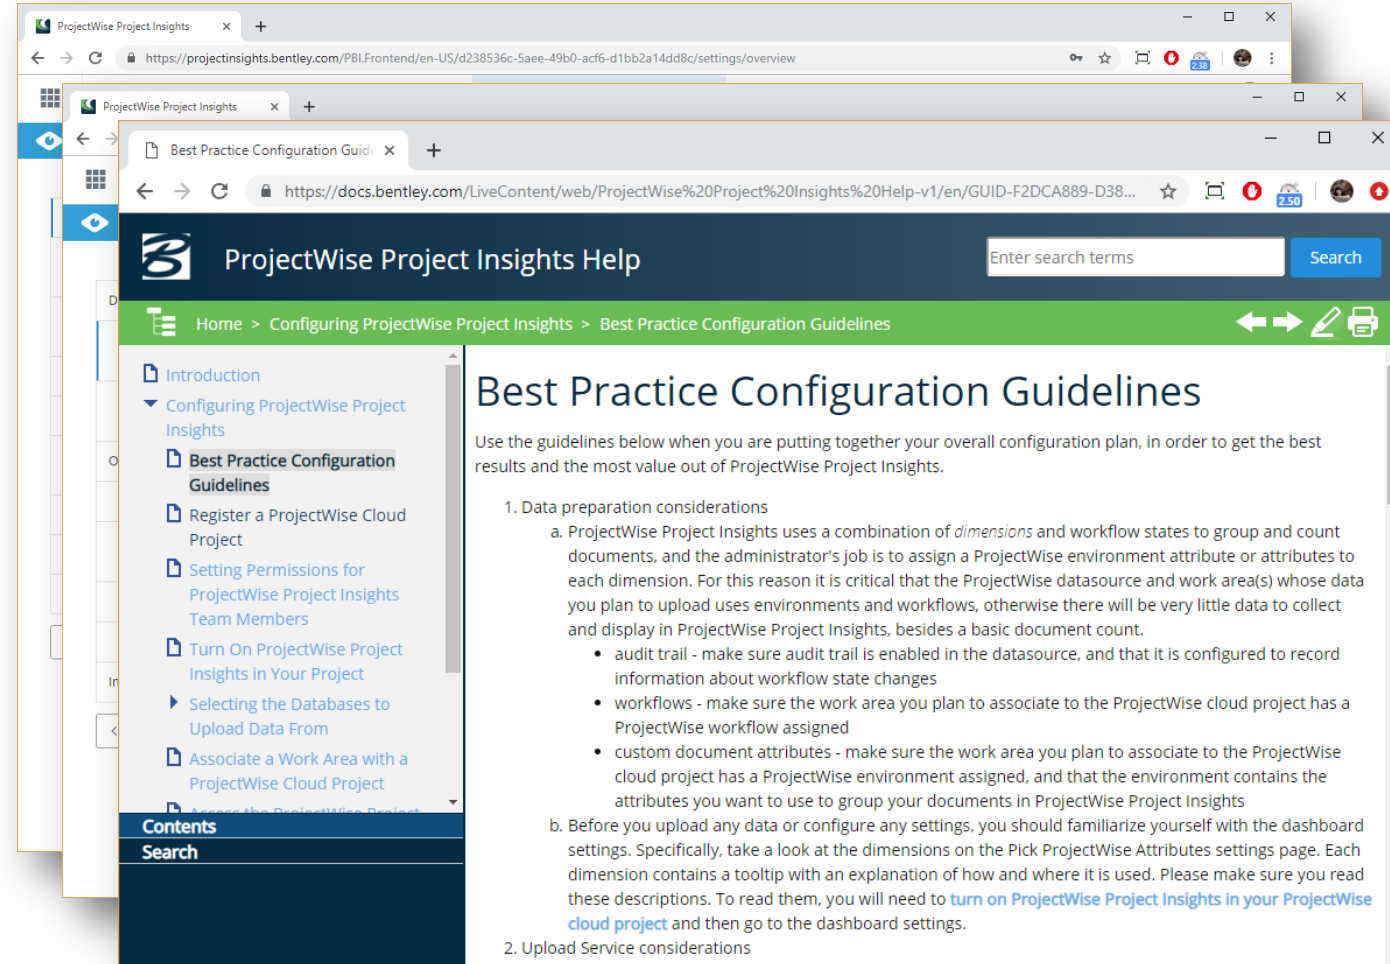 ProjectWise Project Insights
https://projectinsights.bentley.com/PBI.Frontend/en-US/d238536c-5aee-49b0-acf6-d1bb2a14dd8c/settings/overview
2.38
ProjectWise Project Insights
Best Practice Configuration Guide
https://docs.bentley.com/LiveContent/web/ProjectWise%20Project%20Insights%20Help-v1/en/GUID-F2DCA889-D38...
2.50
ProjectWise Project Insights Help
Enter search terms
Search
Home > Configuring ProjectWise Project Insights > Best Practice Configuration Guidelines
D
O
In
<
Introduction
Configuring ProjectWise Project
Insights
Best Practice Configuration
Guidelines
Register a ProjectWise Cloud
Project
Setting Permissions for
ProjectWise Project Insights
Team Members
Turn On ProjectWise Project
Insights in Your Project
Selecting the Databases to
Upload Data From
Associate a Work Area with a
ProjectWise Cloud Project
Access the ProjectWise Project
Contents
Search
Best Practice Configuration Guidelines
Use the guidelines below when you are putting together your overall configuration plan, in order to get the best
results and the most value out of ProjectWise Project Insights.
1. Data preparation considerations
a. ProjectWise Project Insights uses a combination of dimensions and workflow states to group and count
documents, and the administrator's job is to assign a ProjectWise environment attribute or attributes to
each dimension. For this reason it is critical that the ProjectWise datasource and work area(s) whose data
you plan to upload uses environments and workflows, otherwise there will be very little data to collect
and display in ProjectWise Project Insights, besides a basic document count.
• audit trail - make sure audit trail is enabled in the datasource, and that it is configured to record
information about workflow state changes
• workflows - make sure the work area you plan to associate to the ProjectWise cloud project has a
ProjectWise workflow assigned
• custom document attributes - make sure the work area you plan to associate to the ProjectWise
cloud project has a ProjectWise environment assigned, and that the environment contains the
attributes you want to use to group your documents in ProjectWise Project Insights
b. Before you upload any data or configure any settings, you should familiarize yourself with the dashboard
settings. Specifically, take a look at the dimensions on the Pick ProjectWise Attributes settings page. Each
dimension contains a tooltip with an explanation of how and where it is used. Please make sure you read
these descriptions. To read them, you will need to turn on ProjectWise Project Insights in your ProjectWise
cloud project and then go to the dashboard settings.
2. Upload Service considerations